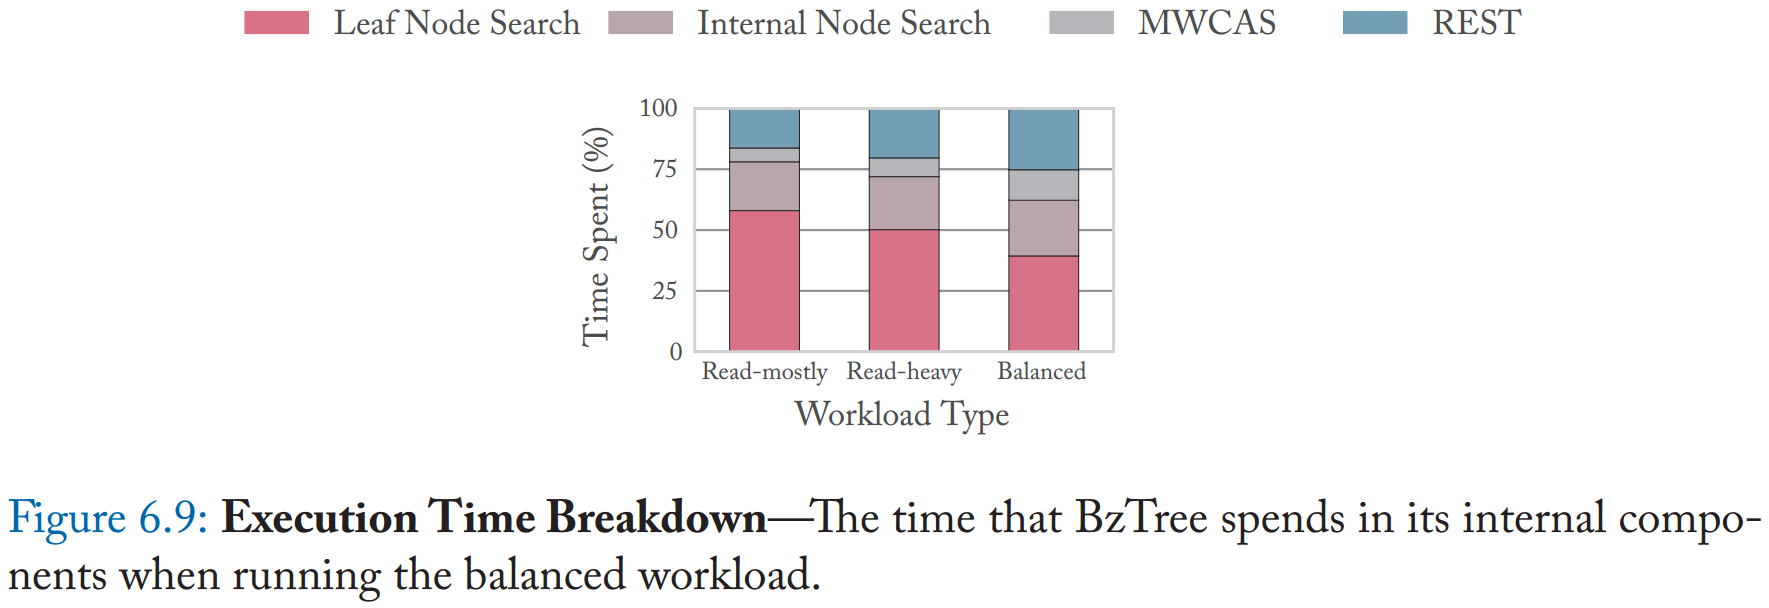 Leaf Node Search Internal Node Search MWCAS REST
100
75
50
25
0
Time Spent (%)
Read-mostly Read-heavy Balanced
Workload Type
Figure 6.9: Execution Time Breakdown—The time that BzTree spends in its internal compo-
nents when running the balanced workload.